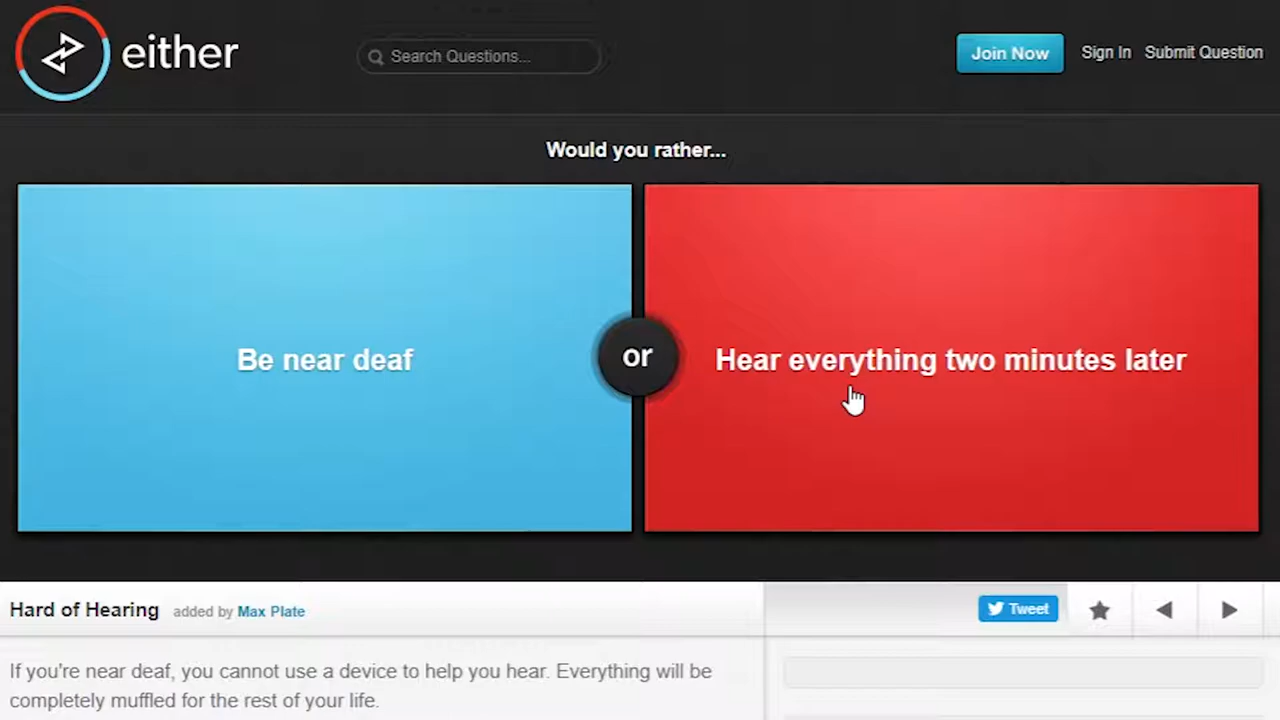 either
Search Questions...
Join Now
Sign In
Submit Question
Would you rather...
Be near deaf
or
Hear everything two minutes later
Hard of Hearing added by Max Plate
Tweet
If you're near deaf, you cannot use a device to help you hear. Everything will be
completely muffled for the rest of your life.